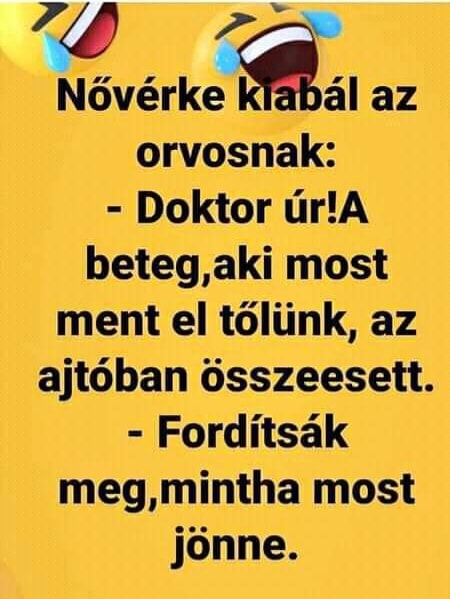 Nővérke kiabál az
orvosnak:
- Doktor úr!A
beteg,aki most
ment el tőlünk, az
ajtóban összeesett.
- Fordítsák
meg,mintha most
jönne.